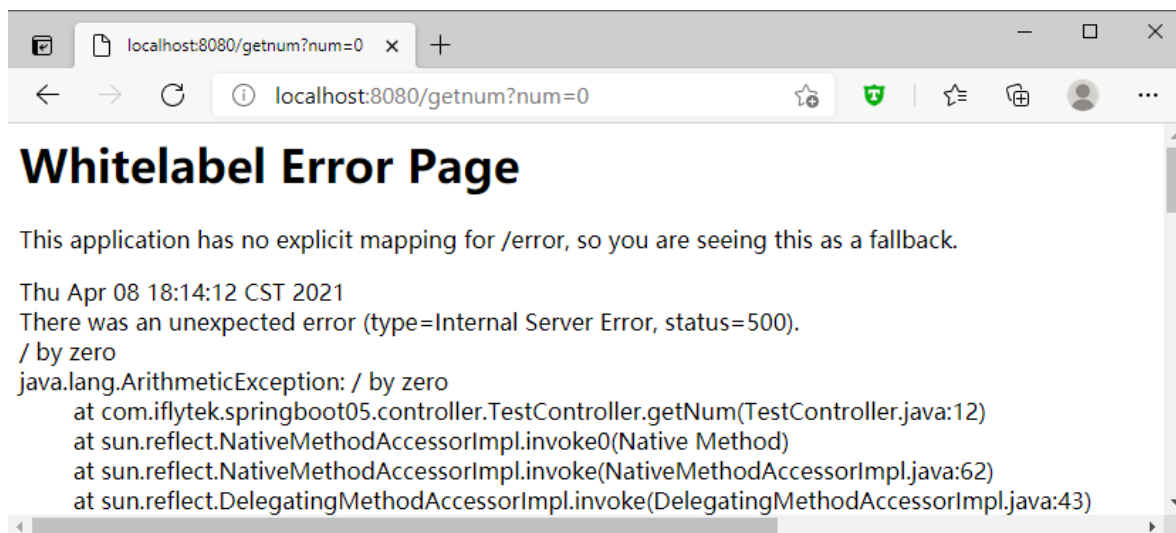 localhost:8080/getnum?num=0
localhost:8080/getnum?num=0
Whitelabel Error Page
This application has no explicit mapping for /error, so you are seeing this as a fallback.
Thu Apr 08 18:14:12 CST 2021
There was an unexpected error (type=Internal Server Error, status=500).
/ by zero
java.lang.ArithmeticException: / by zero
at com.iflytek.springboot05.controller.TestController.getNum(TestController.java:12)
at sun.reflect.NativeMethodAccessorImpl.invoke0(Native Method)
at sun.reflect.NativeMethodAccessorImpl.invoke(NativeMethodAccessorImpl.java:62)
at sun.reflect.DelegatingMethodAccessorImpl.invoke(DelegatingMethodAccessorImpl.java:43)